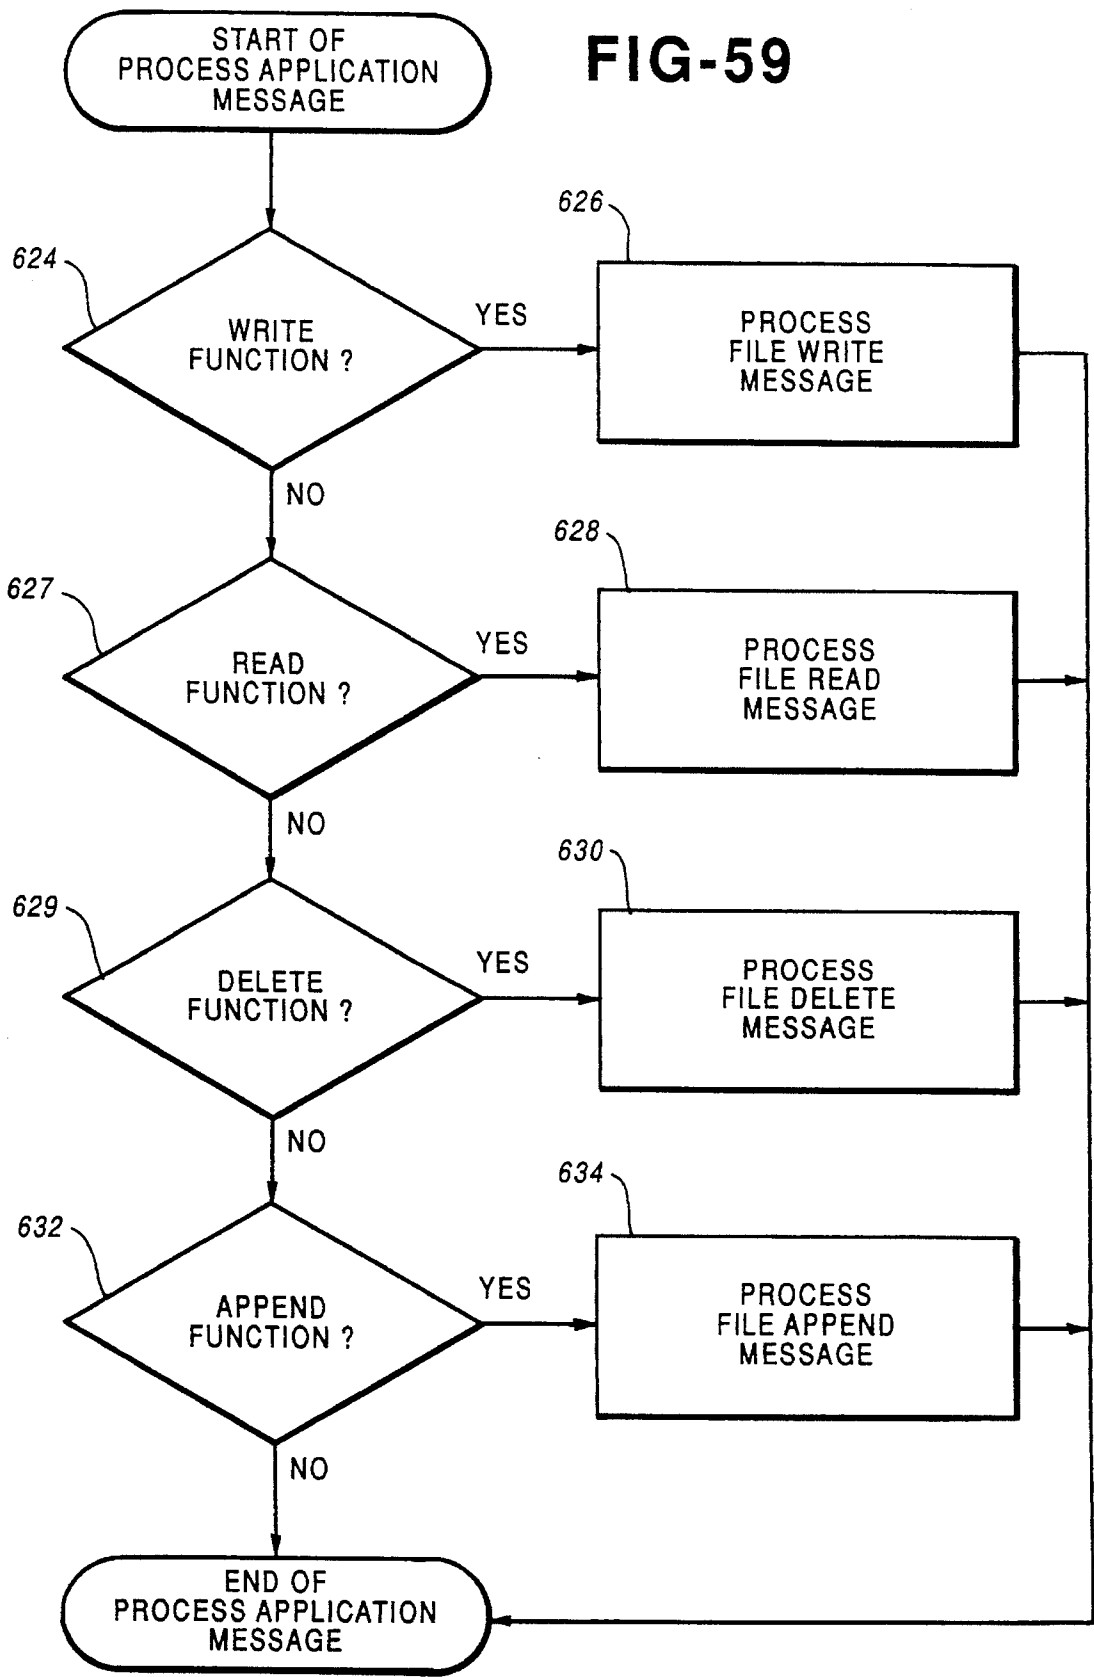 START OF
PROCESS APPLICATION
MESSAGE
FIG-59
624
WRITE
FUNCTION ?
YES
626
PROCESS
FILE WRITE
MESSAGE
NO
627
READ
FUNCTION ?
YES
628
PROCESS
FILE READ
MESSAGE
NO
629
DELETE
FUNCTION ?
YES
630
PROCESS
FILE DELETE
MESSAGE
NO
632
APPEND
FUNCTION ?
YES
634
PROCESS
FILE APPEND
MESSAGE
NO
END OF
PROCESS APPLICATION
MESSAGE